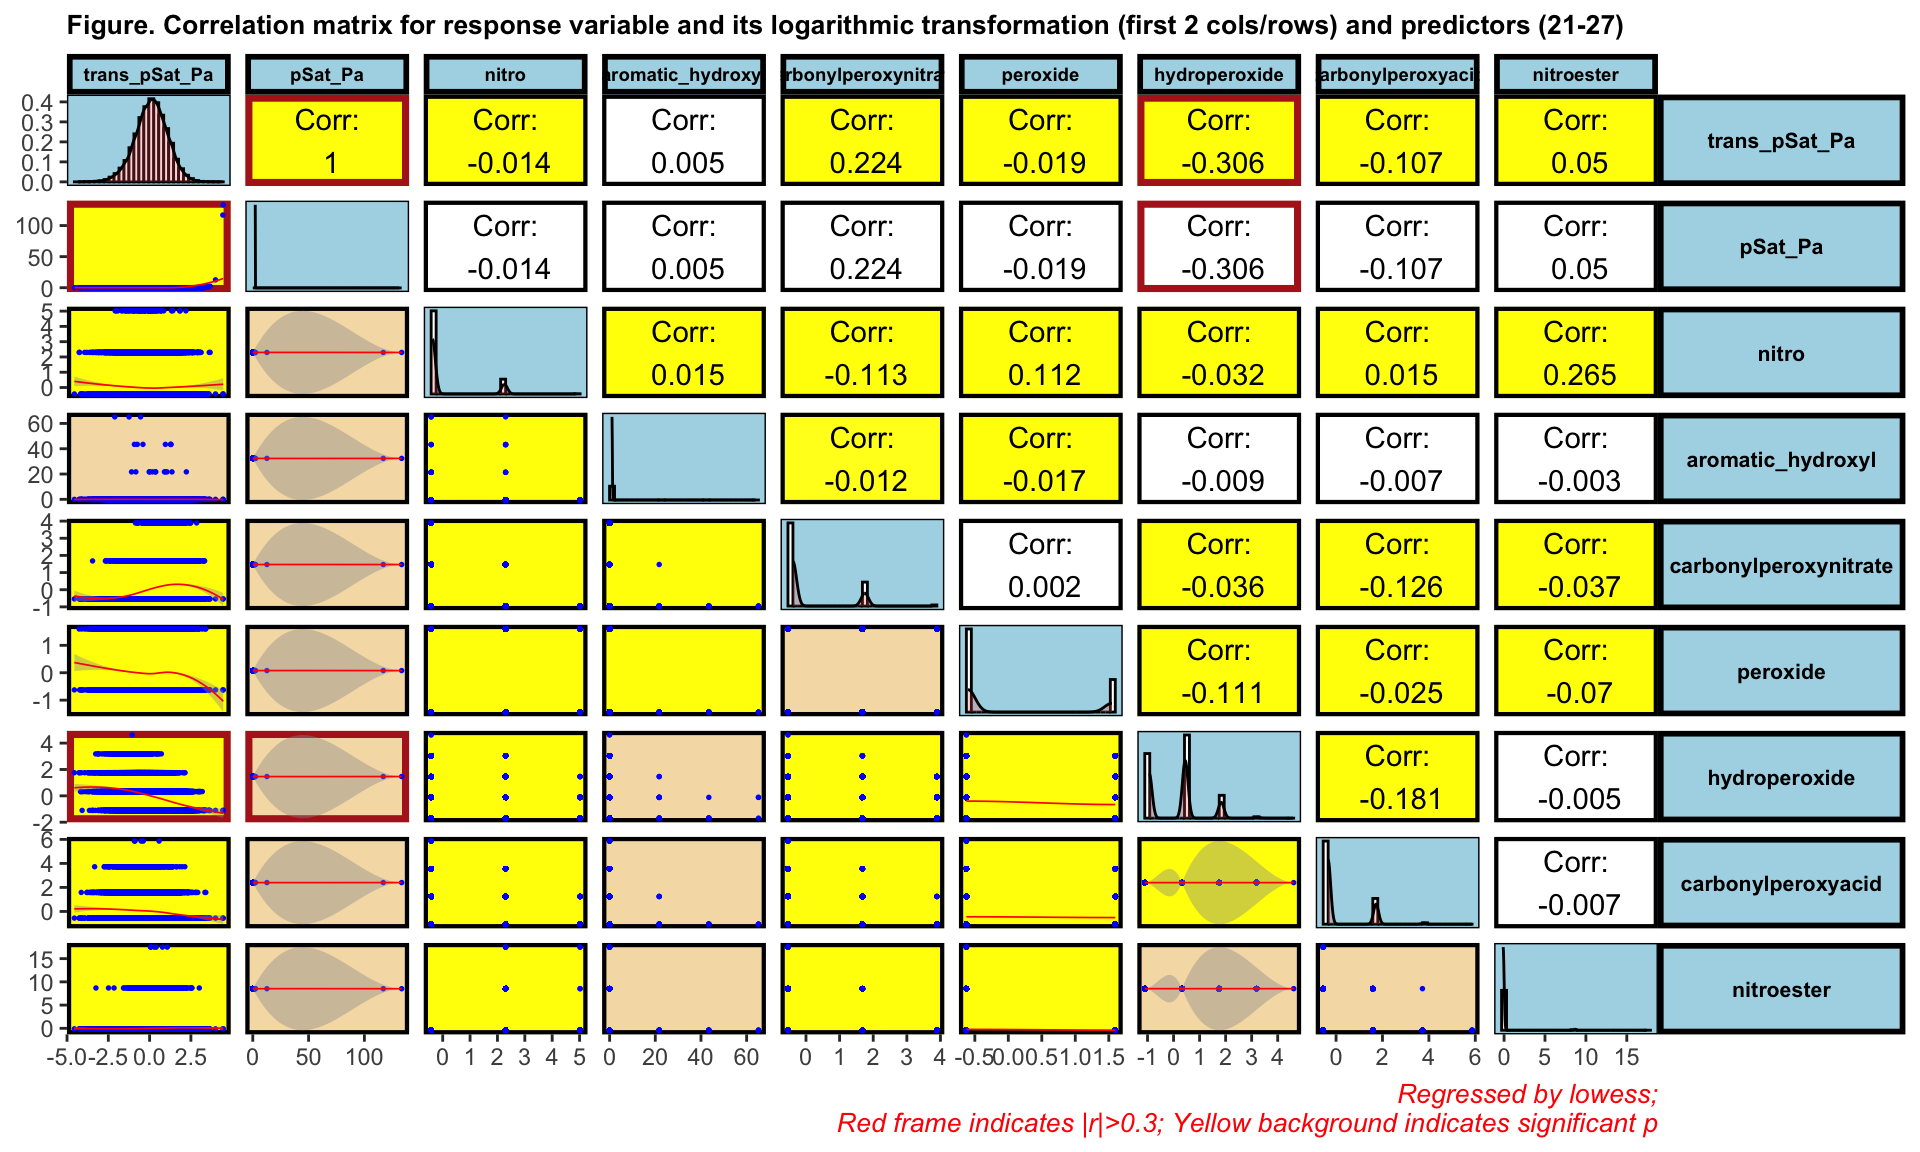 Figure. Correlation matrix for response variable and its logarithmic transformation (first 2 cols/rows) and predictors (21-27)
trans_pSat_Pa pSat_Pa nitro aromatic_hydroxy rbonylperoxynitra peroxide hydroperoxide arbonylperoxyaci nitroester
0.4
0.3
0.2
0.1
0.0
Corr: Corr: Corr: Corr: Corr: Corr: Corr: Corr:
1 -0.014 0.005 0.224 -0.019 -0.306 -0.107 0.05
trans_pSat_Pa
100
50
0
Corr: Corr: Corr: Corr: Corr: Corr: Corr:
-0.014 0.005 0.224 -0.019 -0.306 -0.107 0.05
pSat_Pa
5
4
3
2
1
0
Corr: Corr: Corr: Corr: Corr: Corr:
0.015 -0.113 0.112 -0.032 0.015 0.265
nitro
60
40
20
0
Corr: Corr: Corr: Corr: Corr:
-0.012 -0.017 -0.009 -0.007 -0.003
aromatic_hydroxyl
4
3
2
1
0
-1
Corr: Corr: Corr: Corr:
0.002 -0.036 -0.126 -0.037
carbonylperoxynitrate
1
0
-1
Corr: Corr: Corr:
-0.111 -0.025 -0.07
peroxide
4
2
0
-2
Corr: Corr:
-0.181 -0.005
hydroperoxide
6
4
2
0
Corr:
-0.007
carbonylperoxyacid
15
10
5
0
nitroester
-5.0 -2.5 0.0 2.5 0 50 100 0 1 2 3 4 5 0 20 40 60 0 1 2 3 4 -0.5 0.0 0.5 1.0 1.5 -1 0 1 2 3 4 0 2 4 6 0 5 10 15
Regressed by lowess;
Red frame indicates |r|>0.3; Yellow background indicates significant p